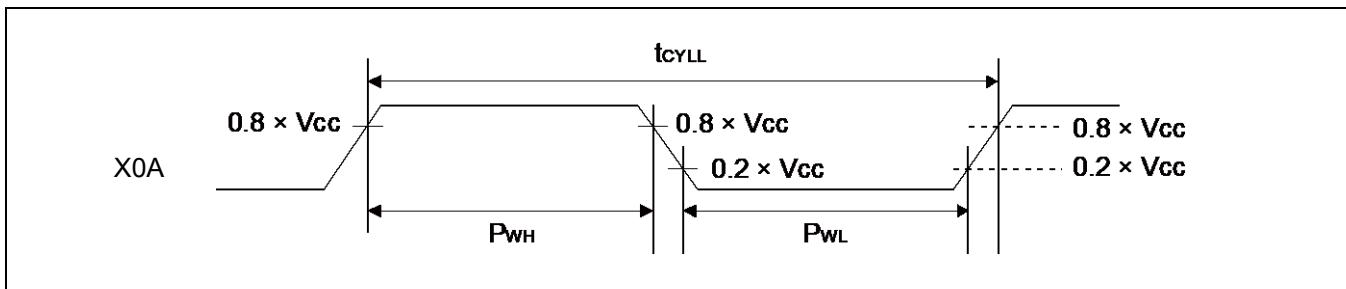 tCYLL
0.8 × Vcc
0.8 × Vcc
0.8 × Vcc
X0A
0.2 × Vcc
0.2 × Vcc
PWH
PWL